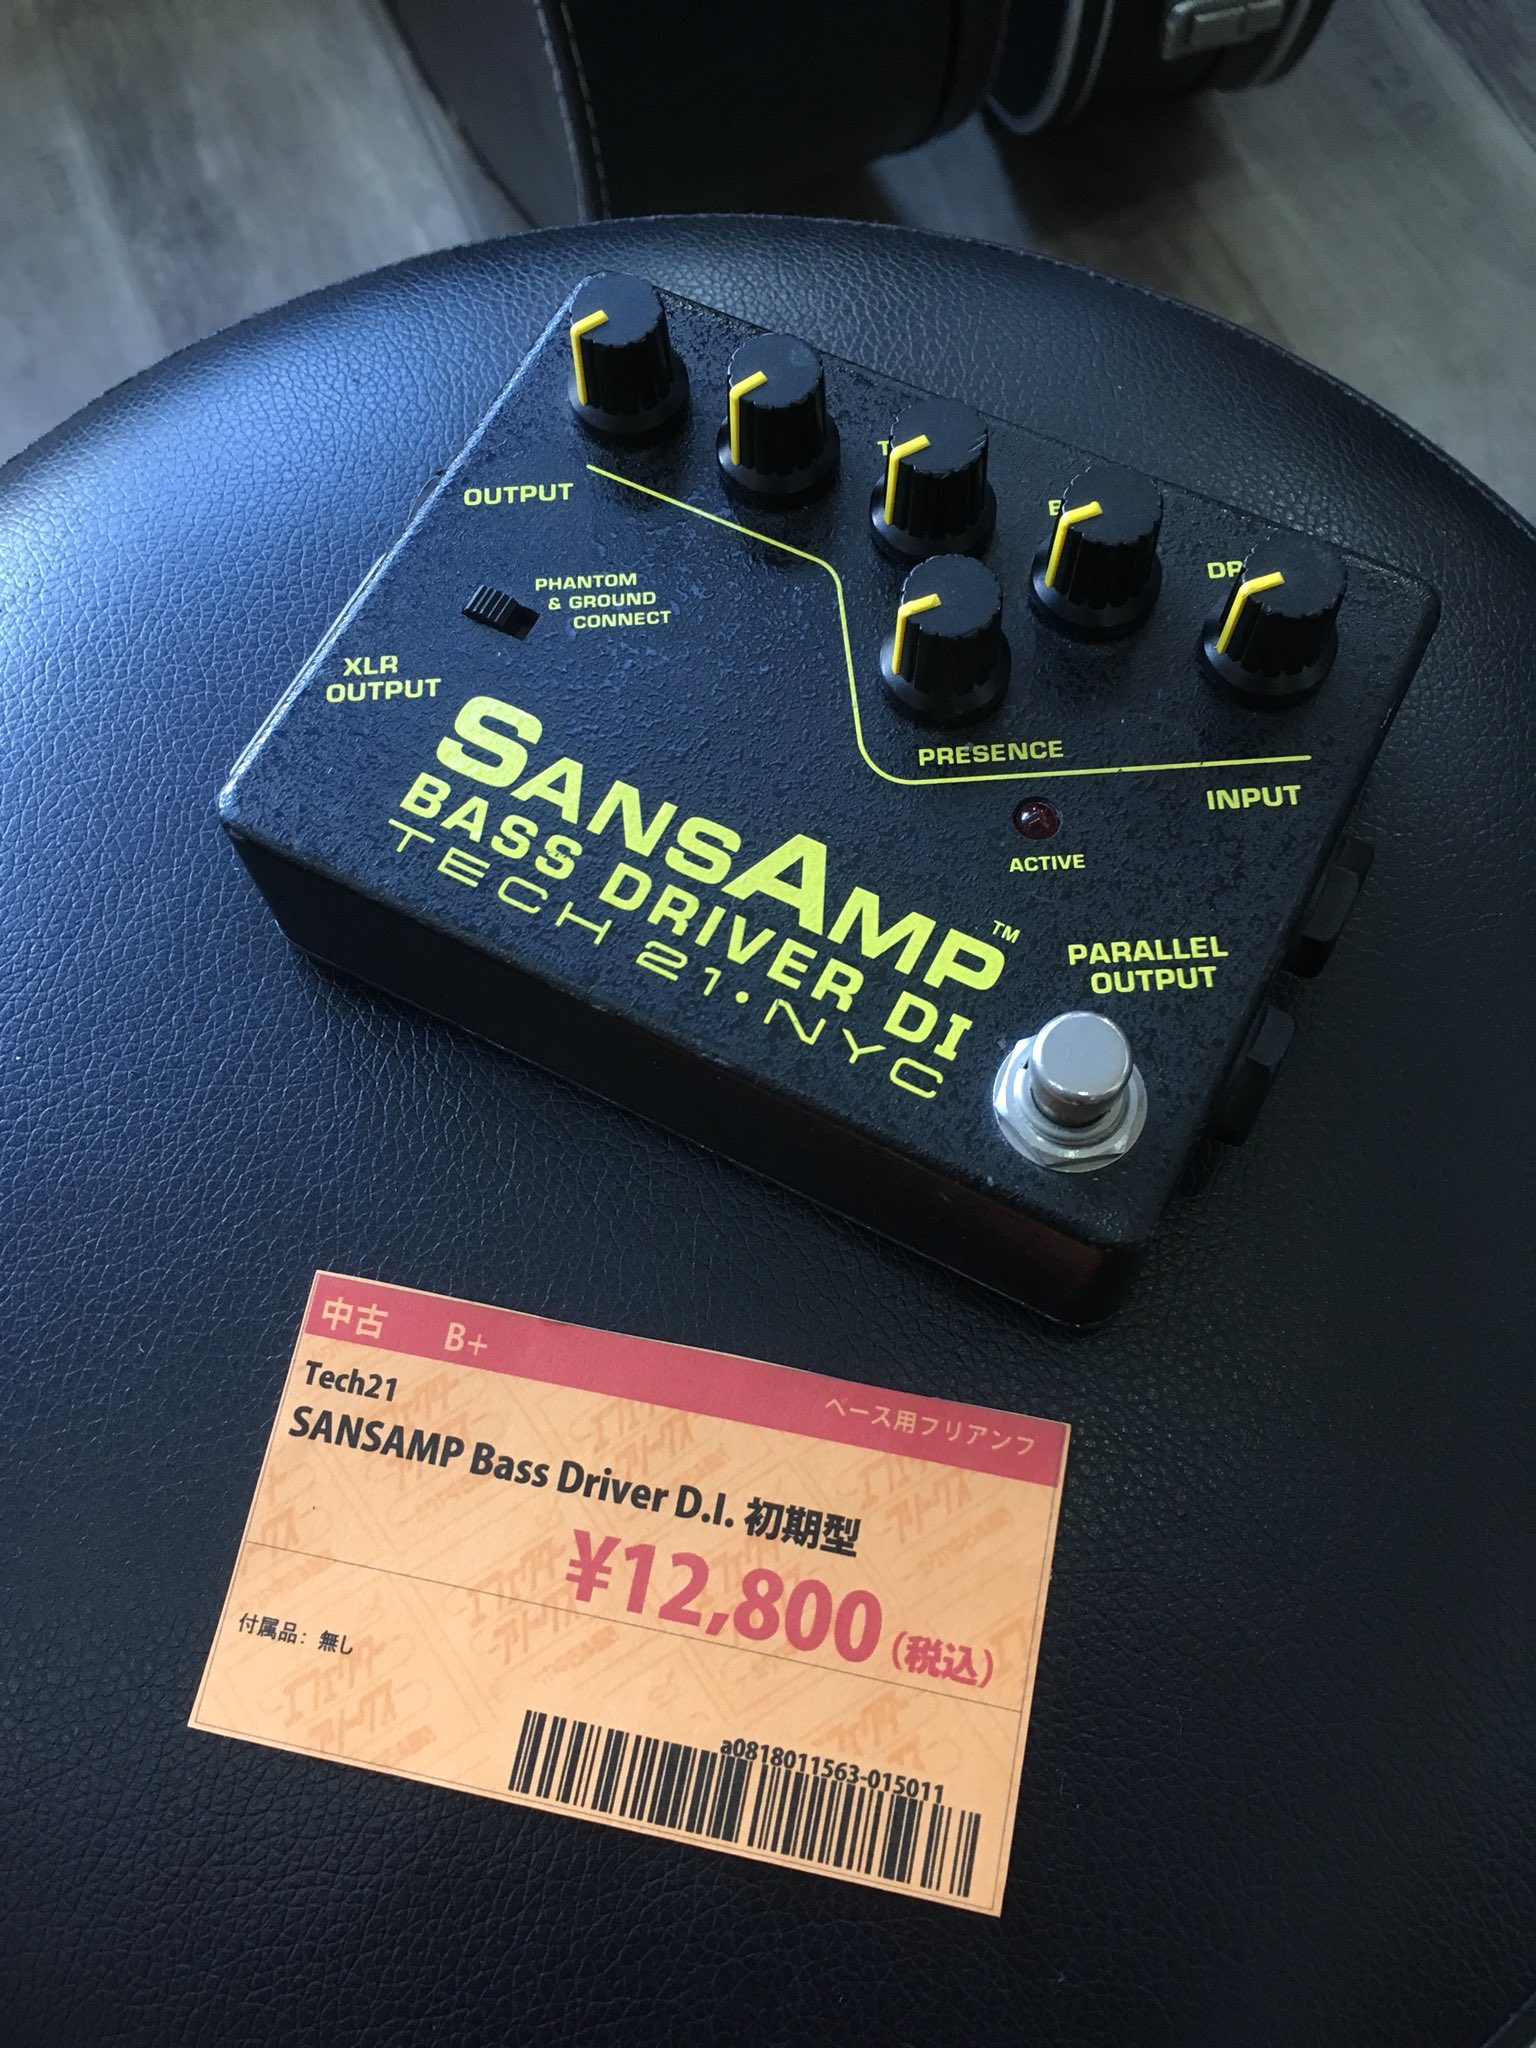 OUTPUT
PHANTOM
& GROUND
CONNECT
XLR
OUTPUT
PRESENCE
INPUT
ACTIVE
PARALLEL
OUTPUT
SANSAMP™
BASS DRIVER DI
TECH 21•NYC
中古 B+
ベース用プリアンプ
Tech21
SANSAMP Bass Driver D.I. 初期型
¥12,800(税込)
付属品: 無し
a0818011563-015011